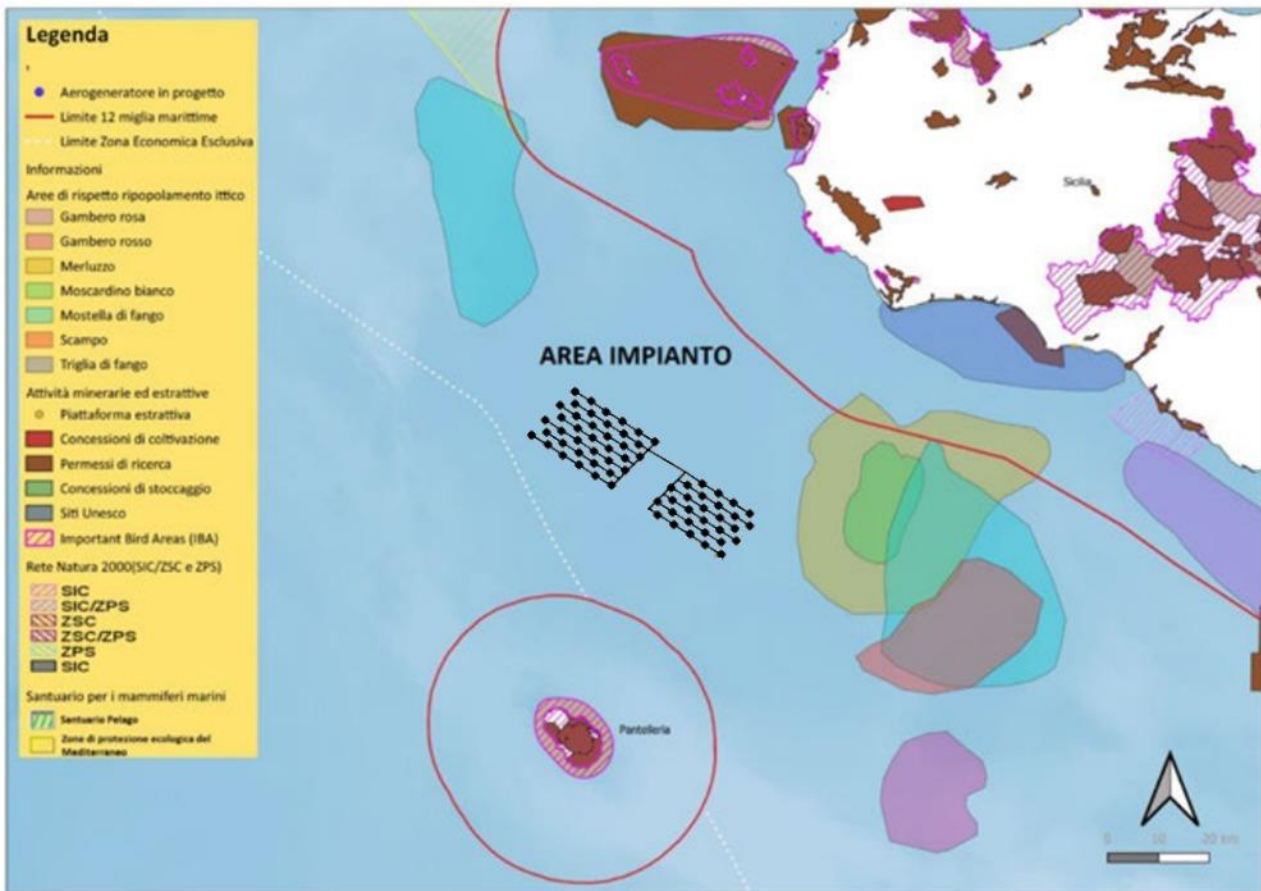 Legenda
Aerogeneratore in progetto
Limite 12 miglia marittime
Limite Zona Economica Esclusiva
Informazioni
Aree di rispetto ripopolamento ittico
Gambero rosa
Gambero rosso
Merluzzo
Moscardino bianco
Mostella di fango
Scampo
Triglia di fango
Attività minerarie ed estrattive
Piattaforma estrattiva
Concessioni di coltivazione
Permessi di ricerca
Concessioni di stoccaggio
Siti Unesco
Important Bird Areas (IBA)
Rete Natura 2000(SIC/ZSC e ZPS)
SIC
SIC/ZPS
ZSC
ZSC/ZPS
ZPS
SIC
Santuario per i mammiferi marini
Santuario Pelago
Zone di protezione ecologica del
Mediterraneo
Sicilia
AREA IMPIANTO
Pantelleria
0 10 20 km